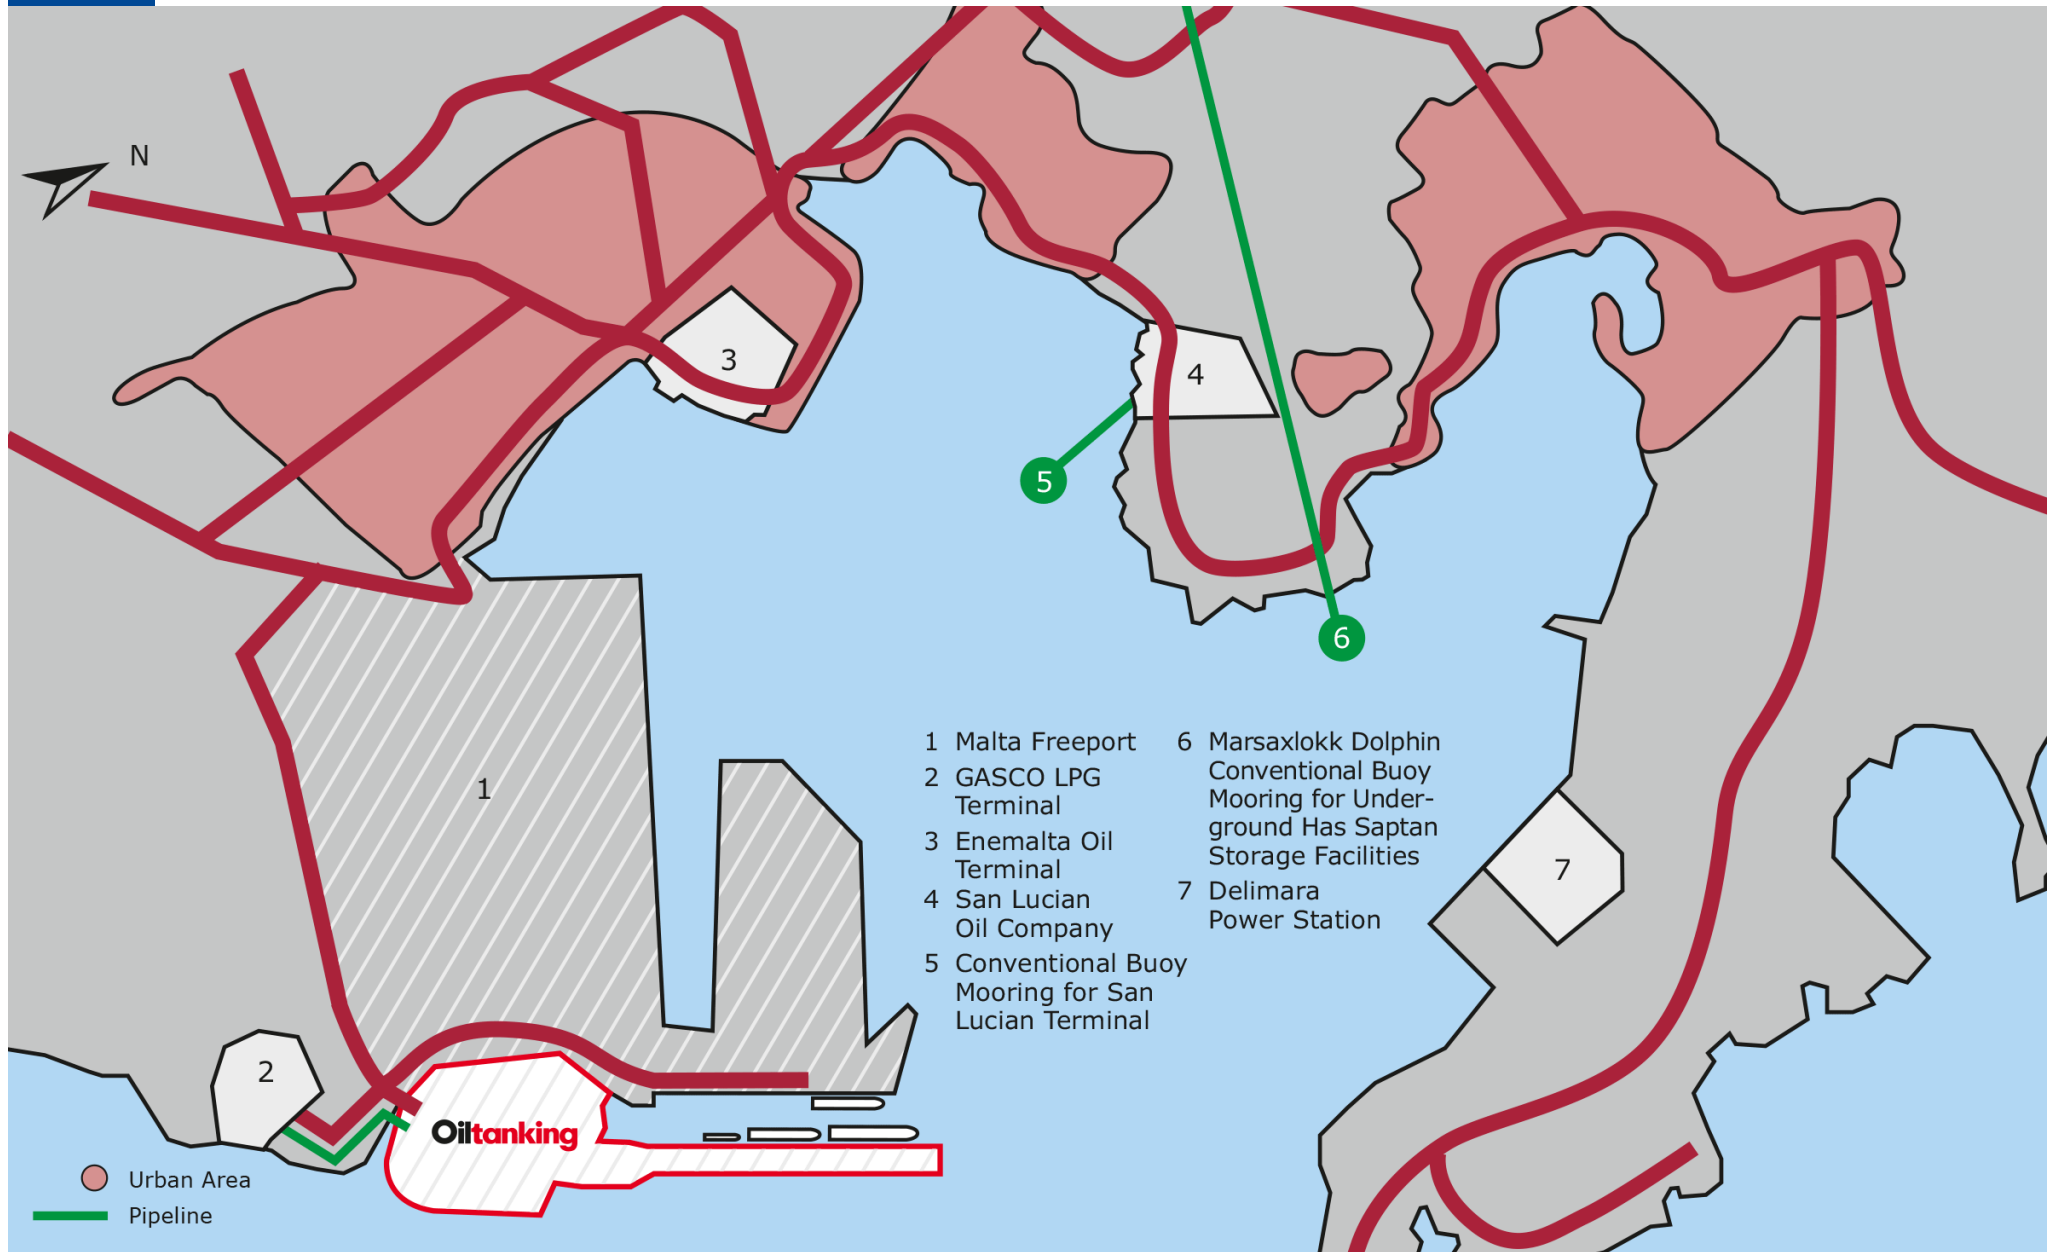 N
3
4
5
6
1
1 Malta Freeport
2 GASCO LPG
Terminal
3 Enemalta Oil
Terminal
4 San Lucian
Oil Company
5 Conventional Buoy
Mooring for San
Lucian Terminal
6 Marsaxlokk Dolphin
Conventional Buoy
Mooring for Under-
ground Has Saptan
Storage Facilities
7 Delimara
Power Station
7
2
Oiltanking
Urban Area
Pipeline